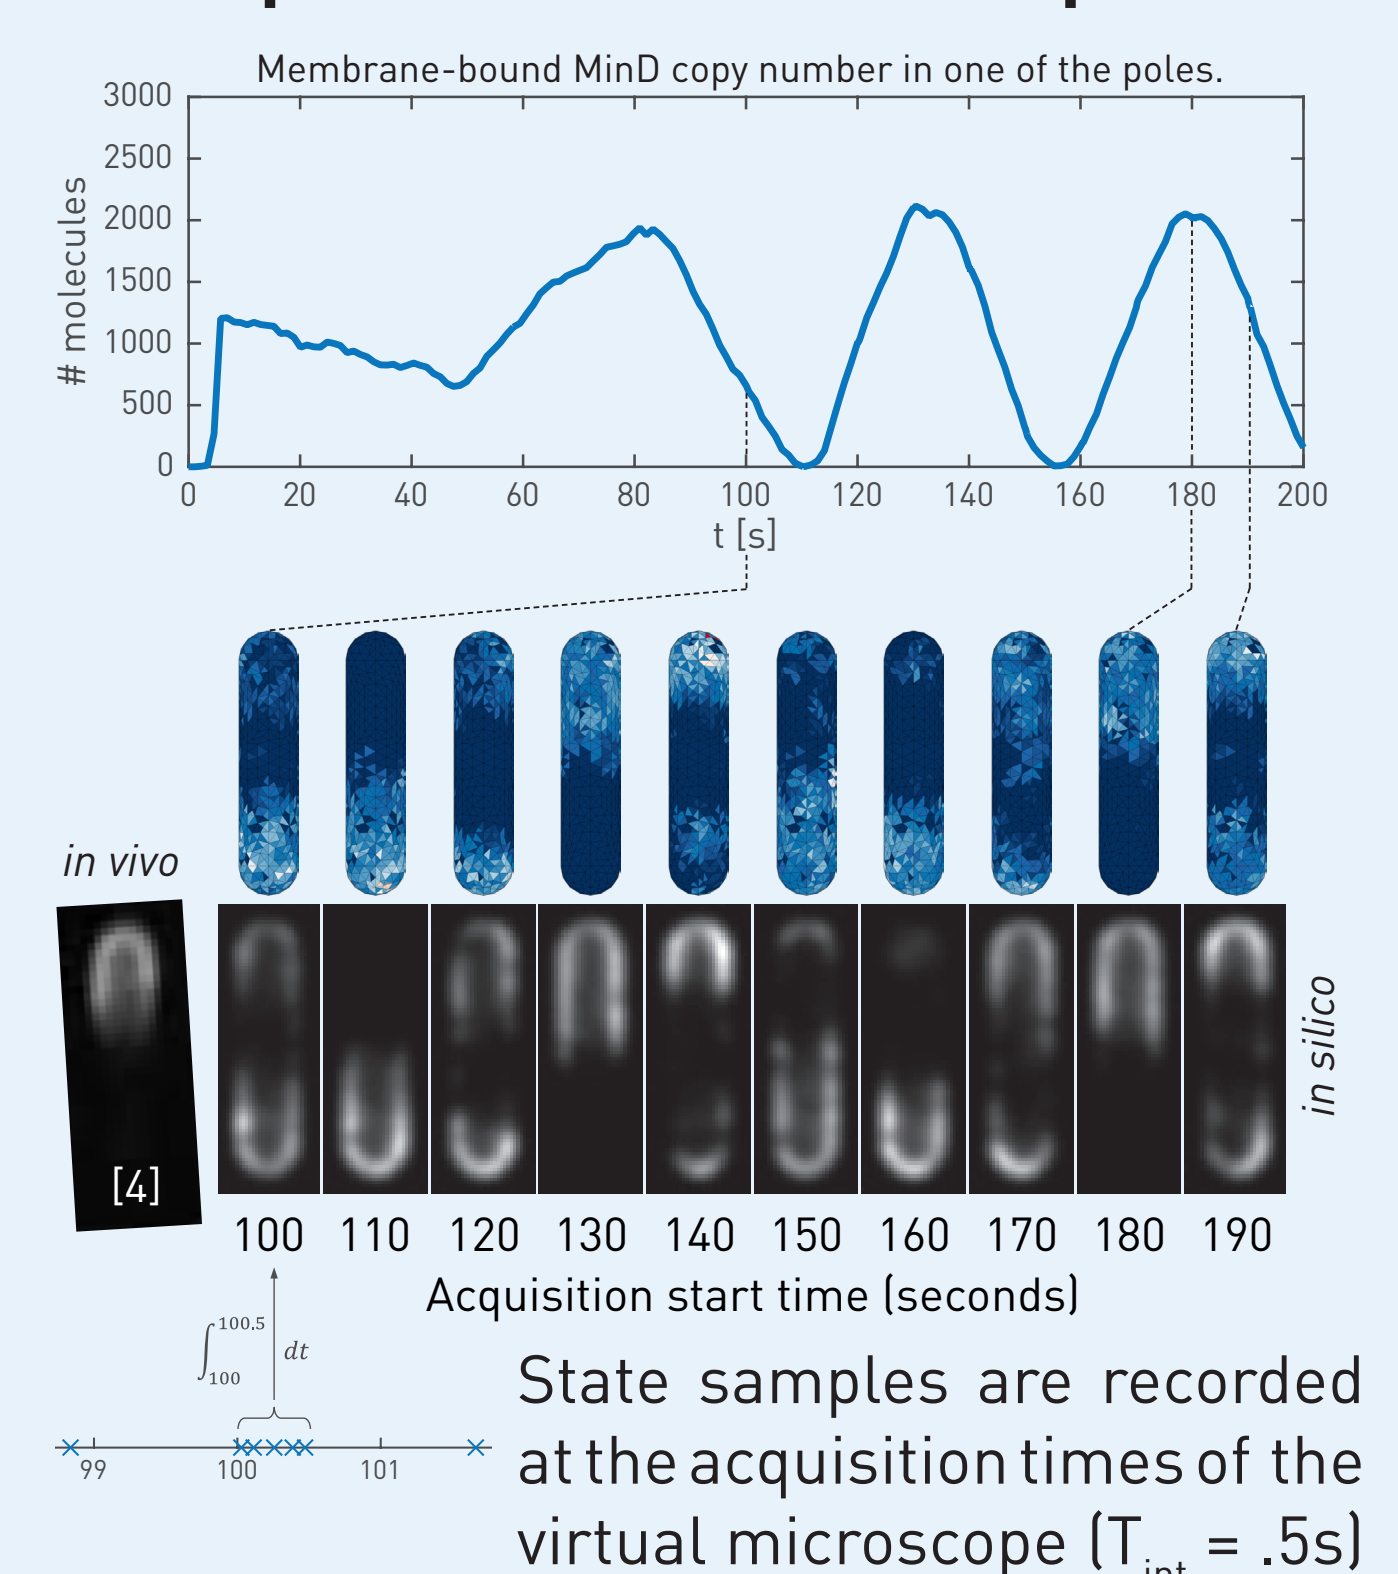 Membrane-bound MinD copy number in one of the poles.
3000
2500
2000
1500
1000
500
0
# molecules
0 20 40 60 80 100 120 140 160 180 200
t [s]
in vivo
[4]
in silico
100 110 120 130 140 150 160 170 180 190
Acquisition start time (seconds)
∫ 100.5 100 dt
99 100 101
State samples are recorded
at the acquisition times of the
virtual microscope (T int = .5s)